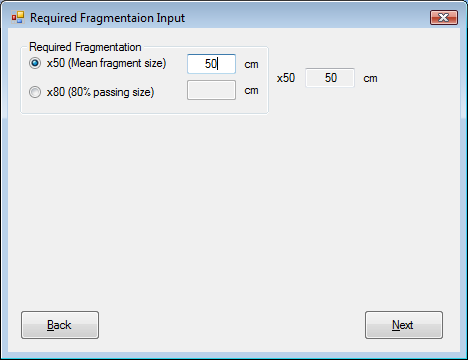 Required Fragmentaion Input
Required Fragmentation
x50 (Mean fragment size) 50 cm
x50 50 cm
x80 (80% passing size) cm
Back Next